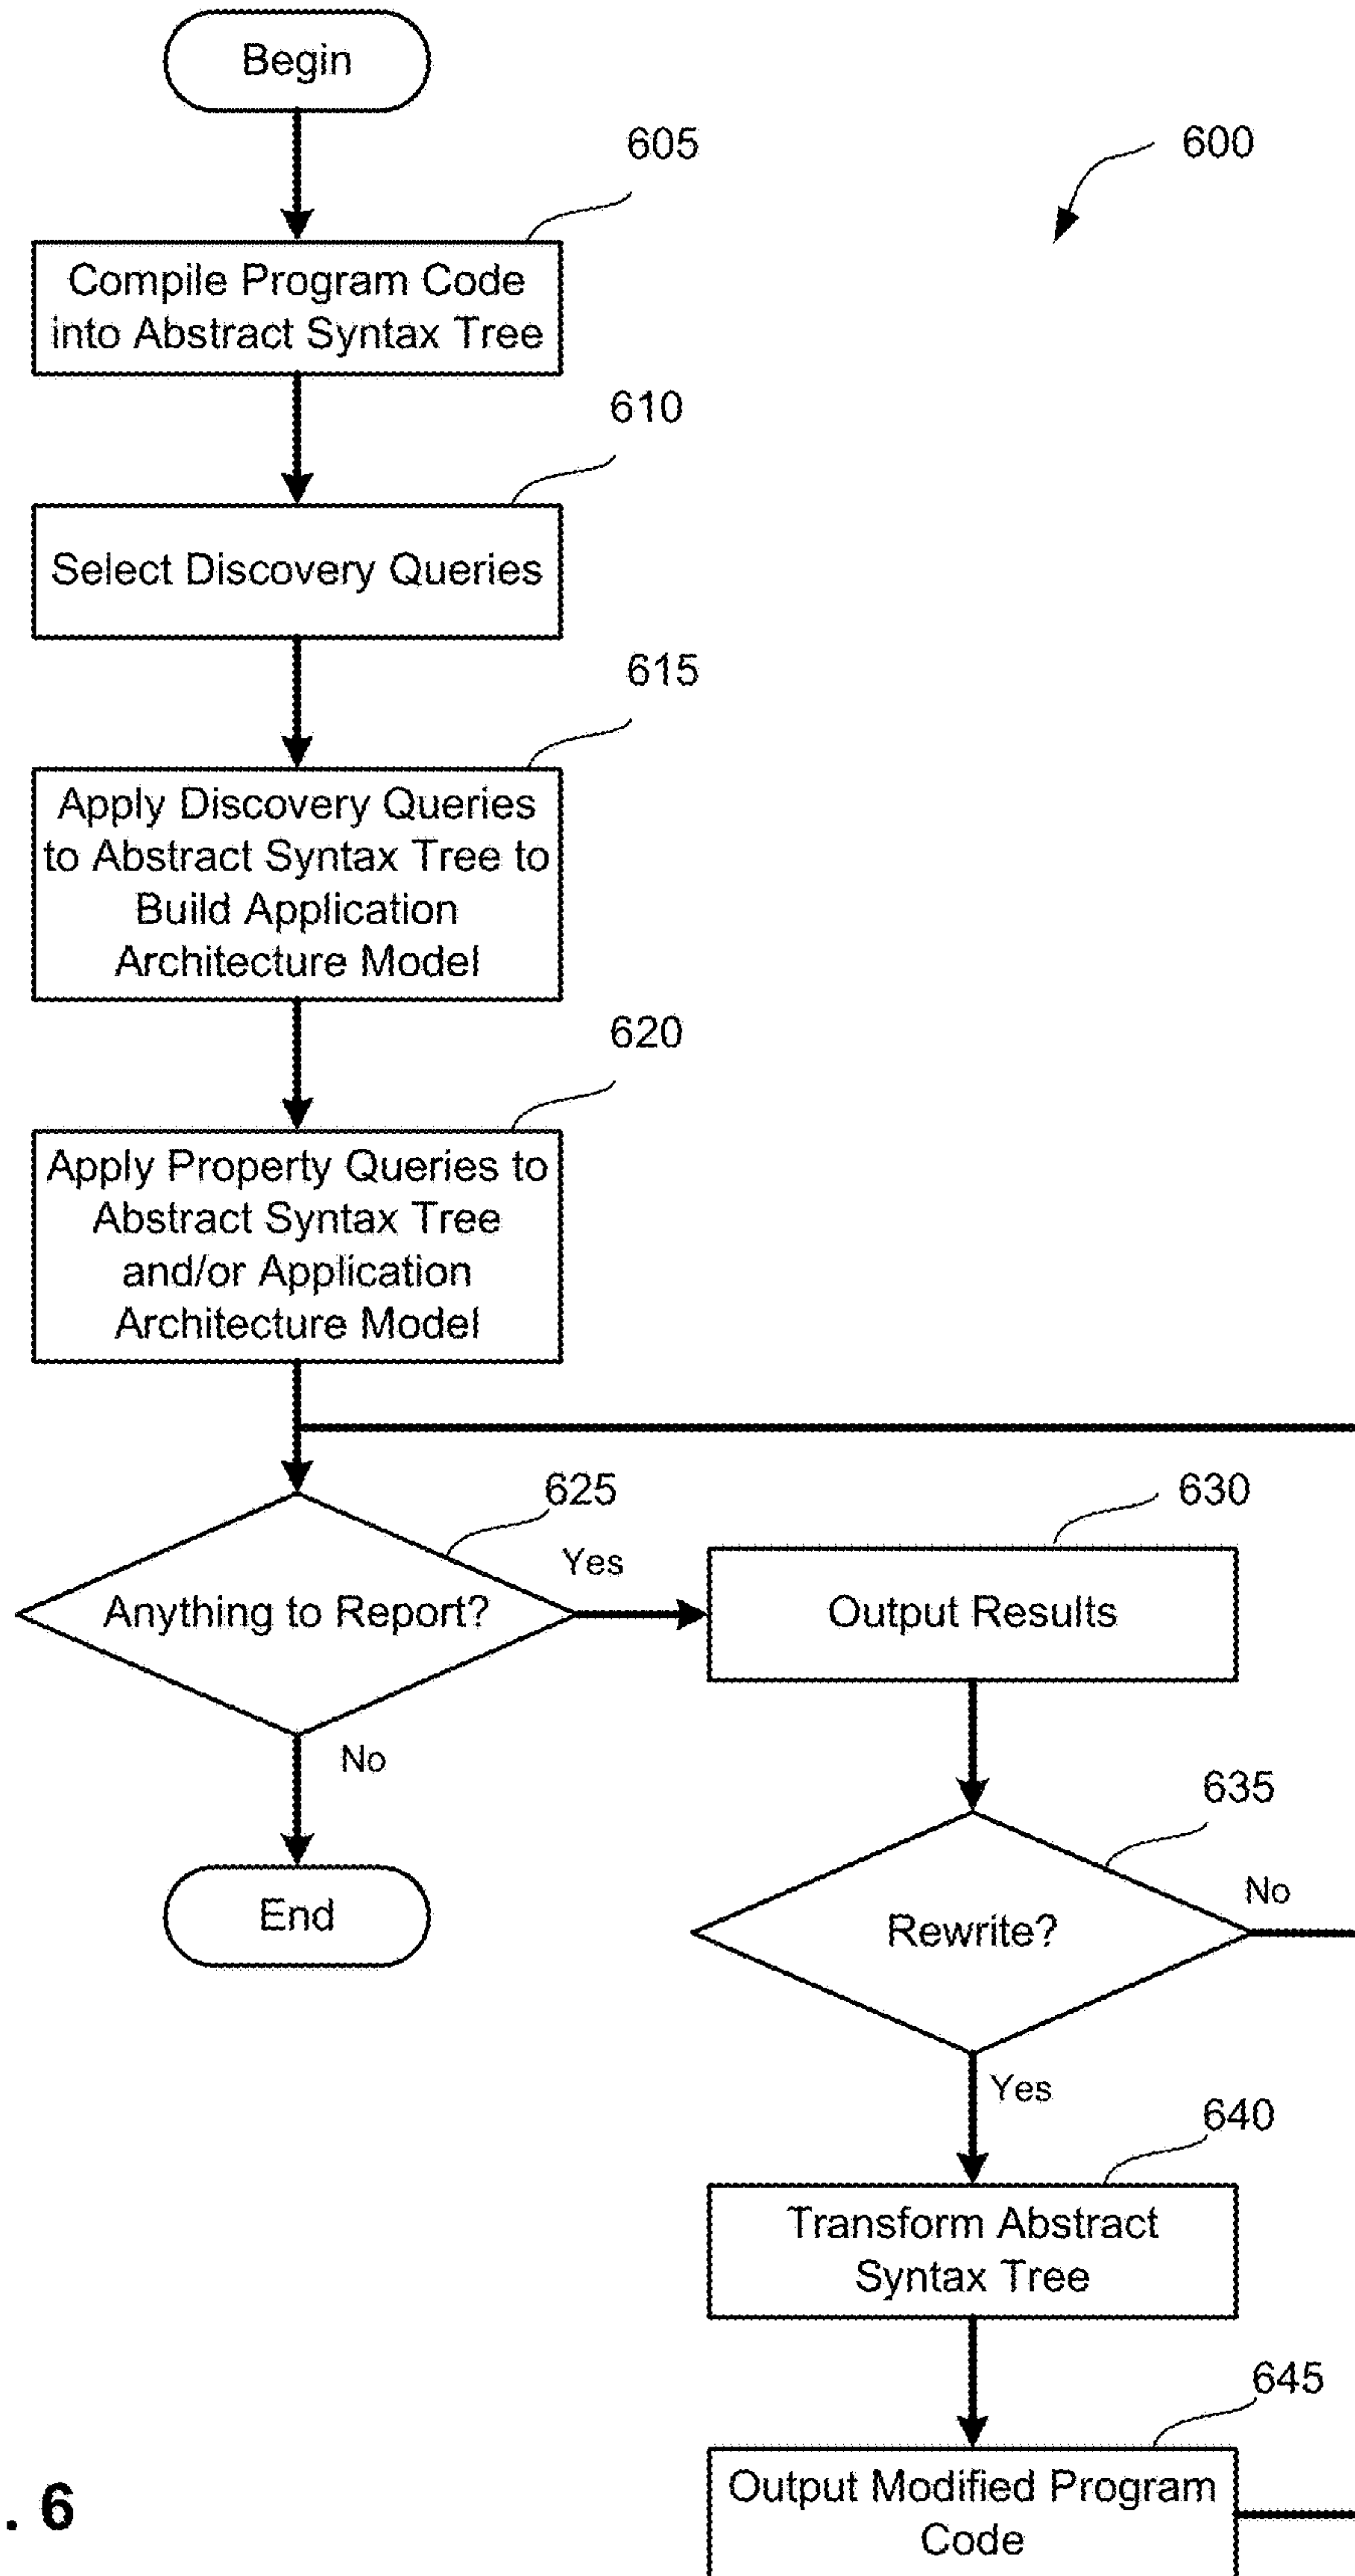 Begin
605
600
Compile Program Code
into Abstract Syntax Tree
610
Select Discovery Queries
615
Apply Discovery Queries
to Abstract Syntax Tree to
Build Application
Architecture Model
620
Apply Property Queries to
Abstract Syntax Tree
and/or Application
Architecture Model
625
Yes
630
Anything to Report?
Output Results
No
635
End
Rewrite?
No
Yes
640
Transform Abstract
Syntax Tree
645
Output Modified Program
Code
. 6